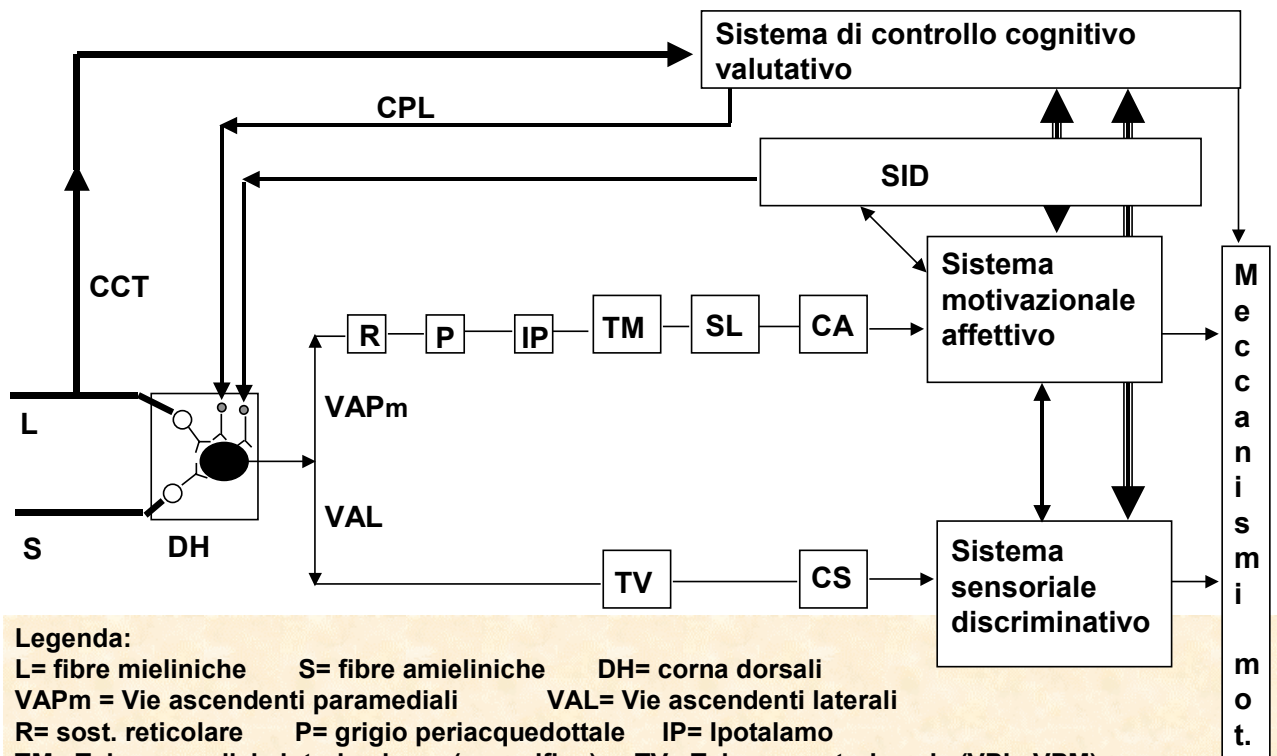 Sistema di controllo cognitivo
valutativo
CPL
SID
CCT
Sistema
motivazionale
affettivo
R
P
IP
TM
SL
CA
VAPm
L
VAL
S
DH
TV
CS
Sistema
sensoriale
discriminativo
M
e
c
c
a
n
i
s
m
i
m
o
t.
Legenda:
L= fibre mieliniche S= fibre amieliniche DH= corna dorsali
VAPm = Vie ascendenti paramediali VAL= Vie ascendenti laterali
R= sost. reticolare P= grigio periacquedottale IP= Ipotalamo